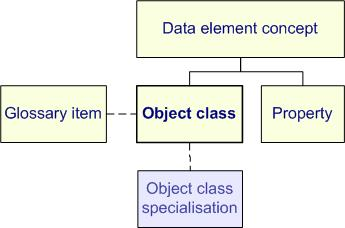 Data element concept
Glossary item
Object class
Property
Object class
specialisation